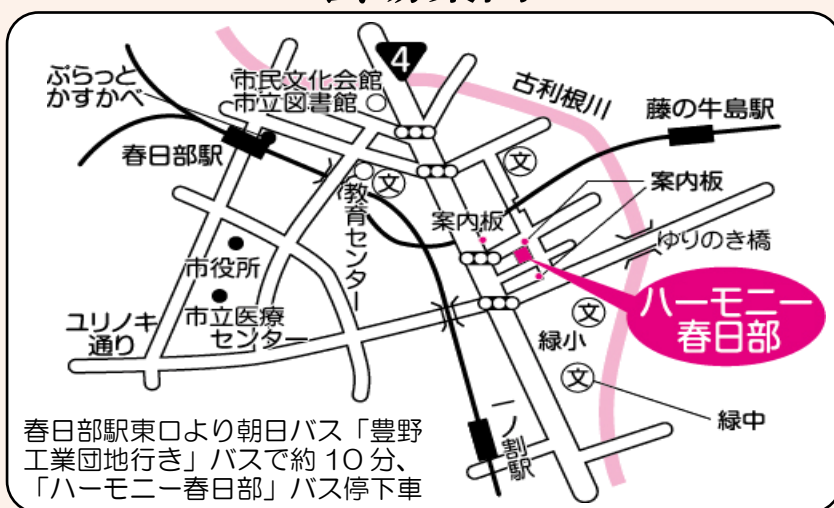 4
ぷらっと
かすかべ
市民文化会館
市立図書館
古利根川
藤の牛島駅
春日部駅
文
文
案内板
教育センター
案内板
ゆりのき橋
市役所
ハーモニー
春日部
市立医療
センター
ユリノキ
通り
文
緑小
文
緑中
一ノ割駅
春日部駅東口より朝日バス「豊野
工業団地行き」バスで約10分、
「ハーモニー春日部」バス停下車